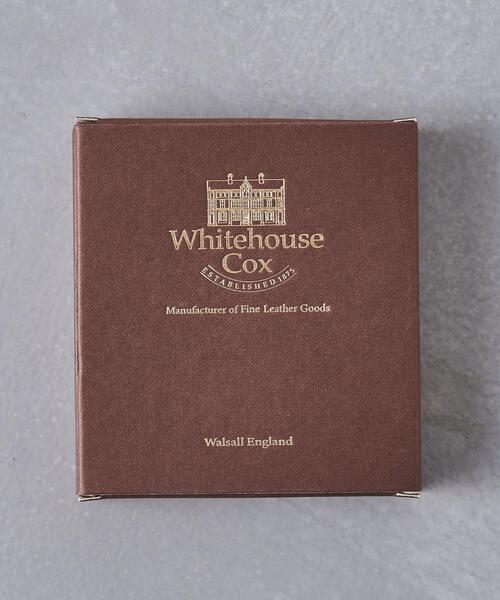 Whitehouse
Cox
ESTABLISHED 1875
Manufacturer of Fine Leather Goods
Walsall England